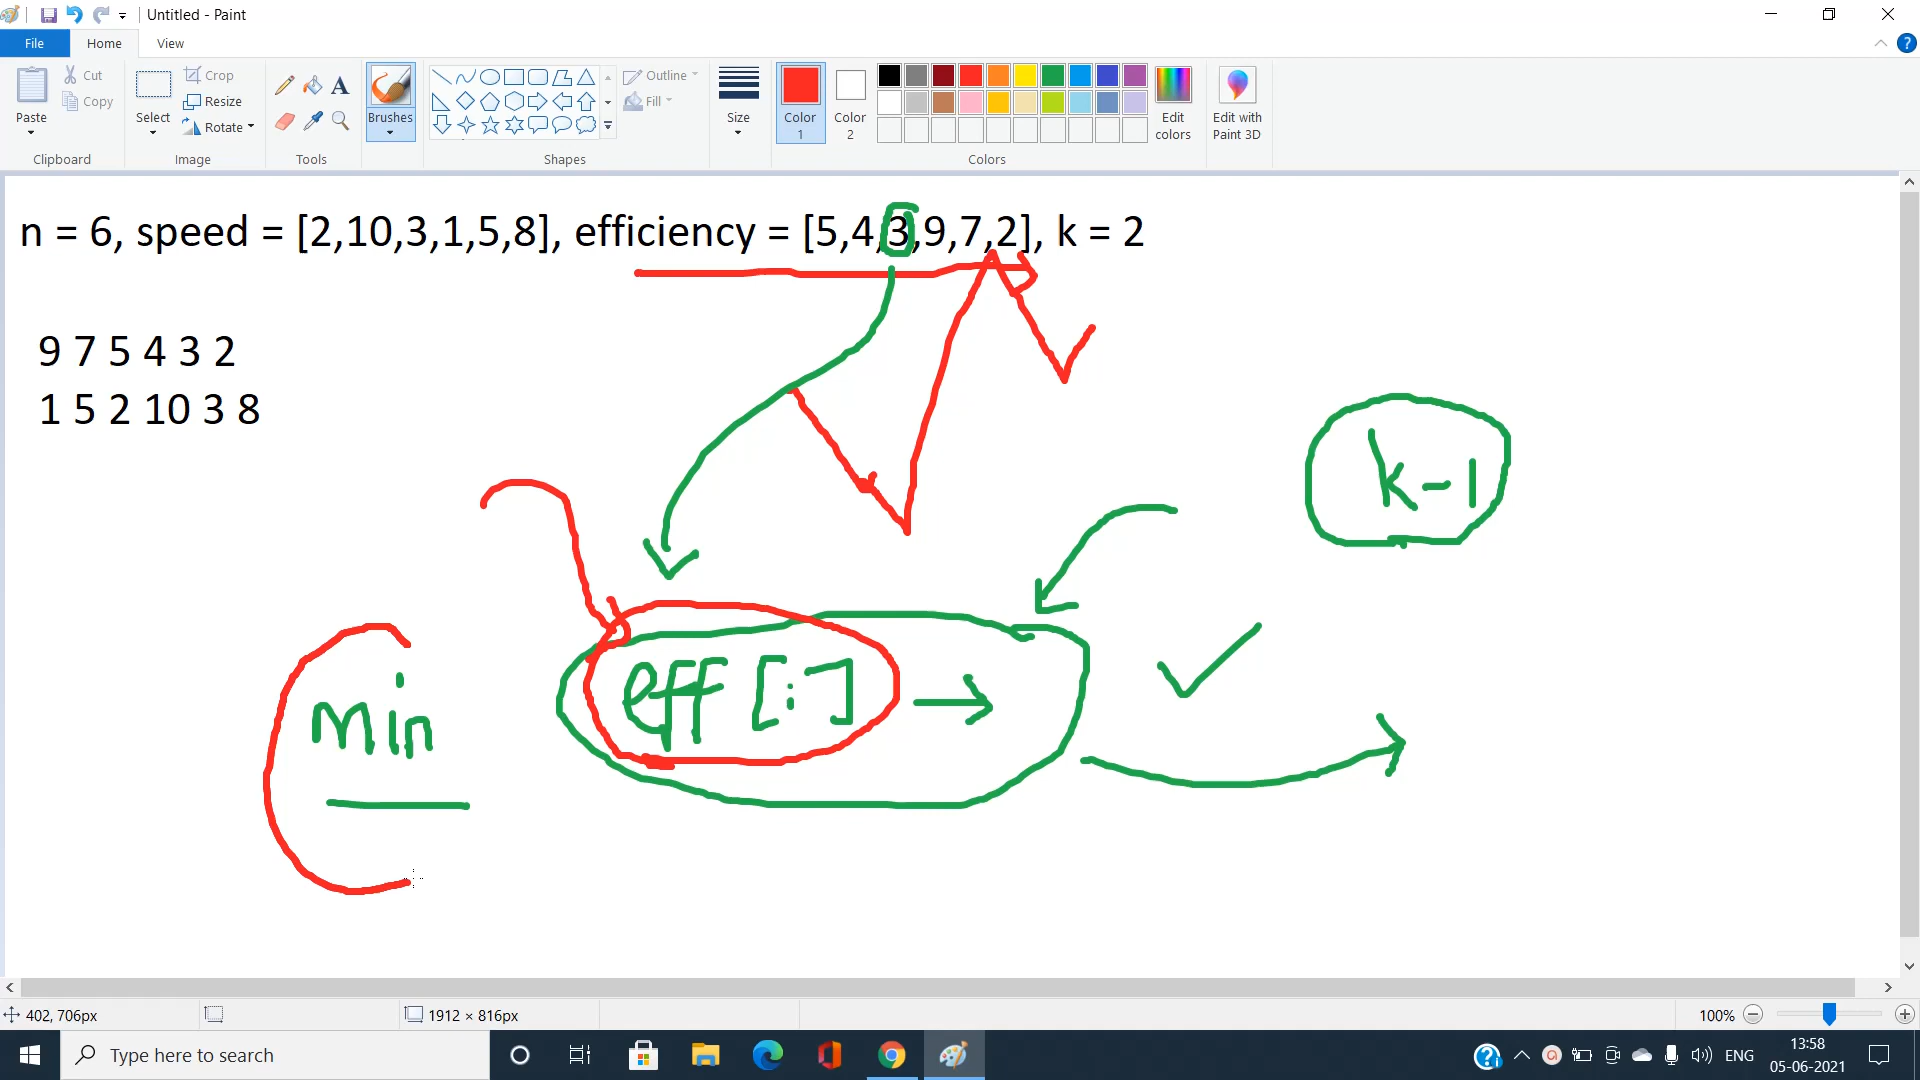 Untitled - Paint
File Home View
Paste Cut Copy Select Crop Resize Rotate Brushes Outline Fill Size Color 1 Color 2 Edit colors Edit with Paint 3D
Clipboard Image Tools Shapes Colors
n = 6, speed = [2,10,3,1,5,8], efficiency = [5,4,3,9,7,2], k = 2
9 7 5 4 3 2
1 5 2 10 3 8
k-1
min eff [i]
402, 706px 1912 × 816px 100%
Type here to search ENG 13:58
05-06-2021